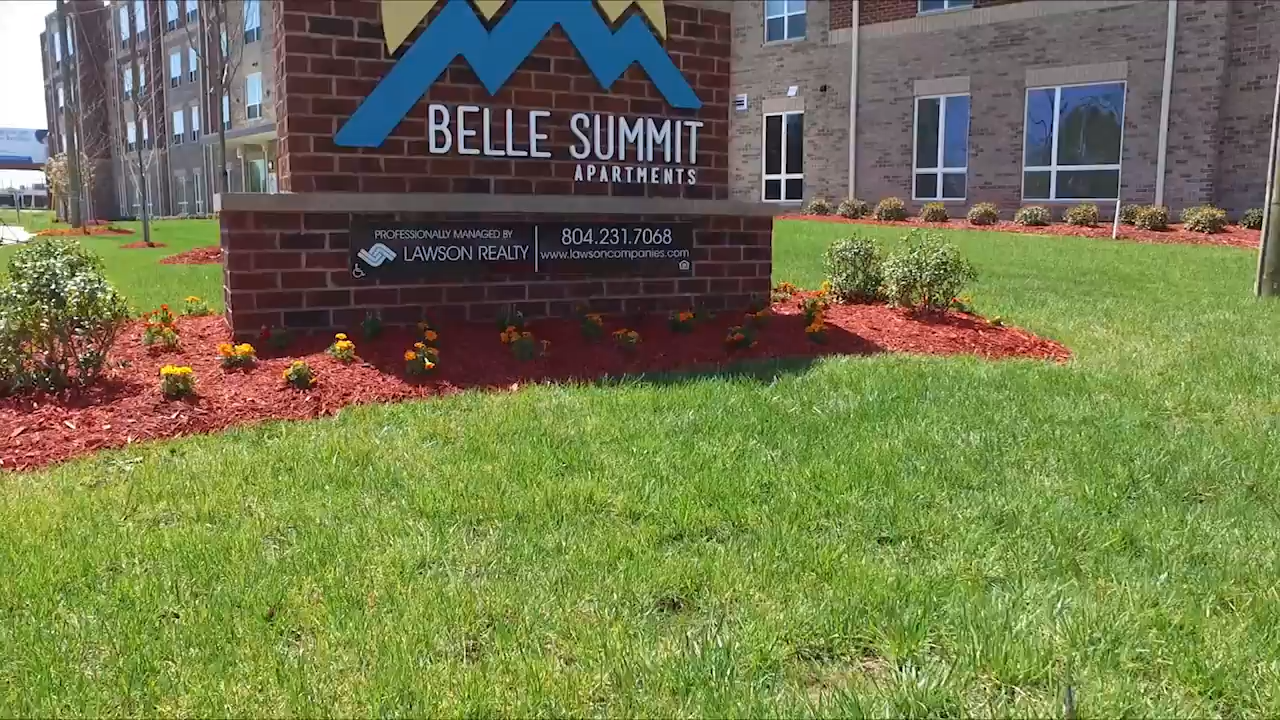 BELLE SUMMIT
APARTMENTS
PROFESSIONALLY MANAGED BY
LAWSON REALTY
804.231.7068
www.lawsoncompanies.com